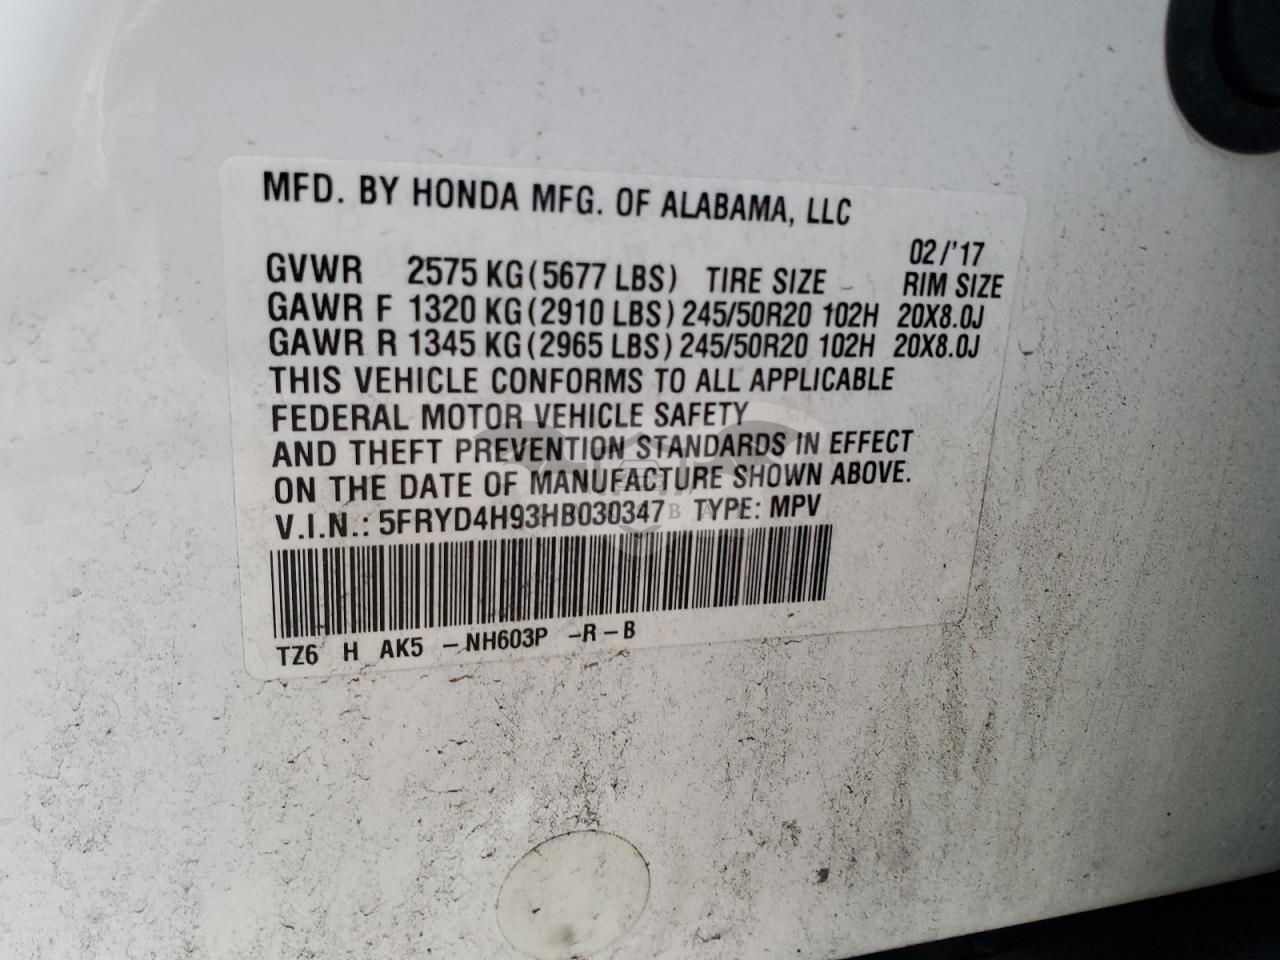 MFD. BY HONDA MFG. OF ALABAMA, LLC
02/'17
GVWR 2575 KG(5677 LBS) TIRE SIZE RIM SIZE
GAWR F 1320 KG(2910 LBS) 245/50R20 102H 20X8.0J
GAWR R 1345 KG(2965 LBS) 245/50R20 102H 20X8.0J
THIS VEHICLE CONFORMS TO ALL APPLICABLE
FEDERAL MOTOR VEHICLE SAFETY
AND THEFT PREVENTION STANDARDS IN EFFECT
ON THE DATE OF MANUFACTURE SHOWN ABOVE.
V.I.N.: 5FRYD4H93HB030347 TYPE: MPV
TZ6 H AK5 -NH603P -R-B